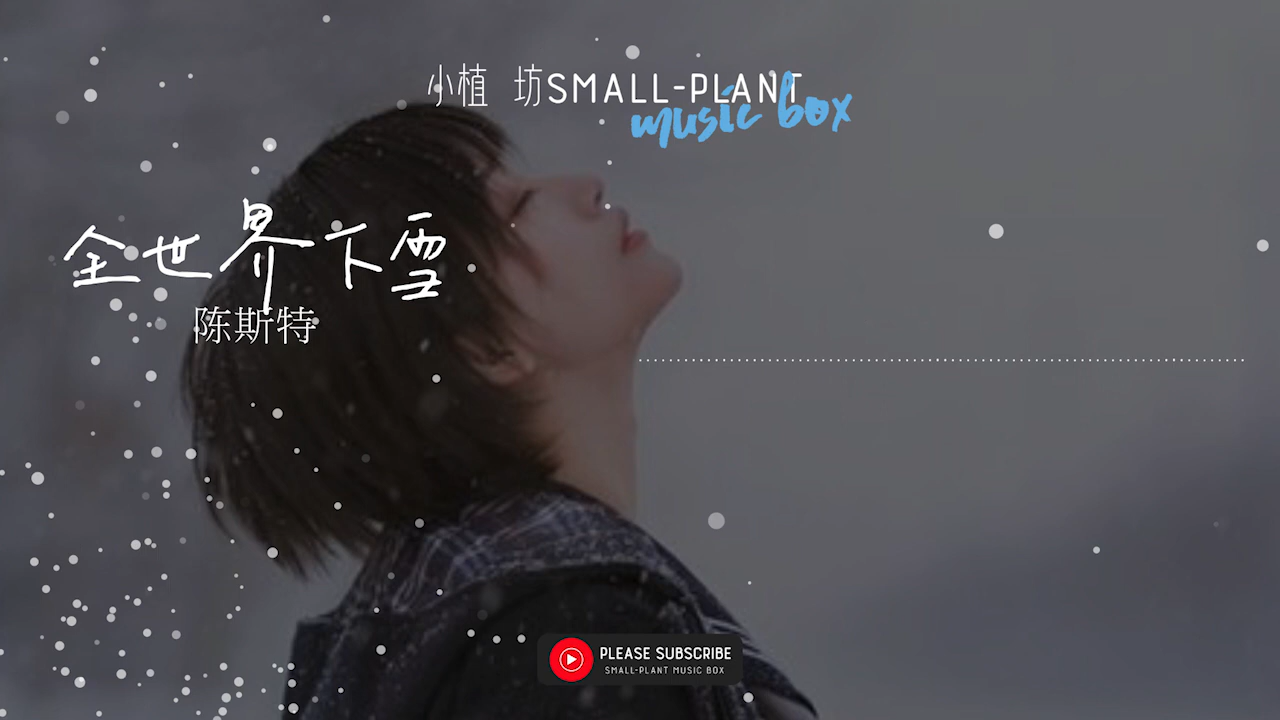 小植 坊SMALL-PLANT
music box
全世界下雪
陈斯特
PLEASE SUBSCRIBE
SMALL-PLANT MUSIC BOX